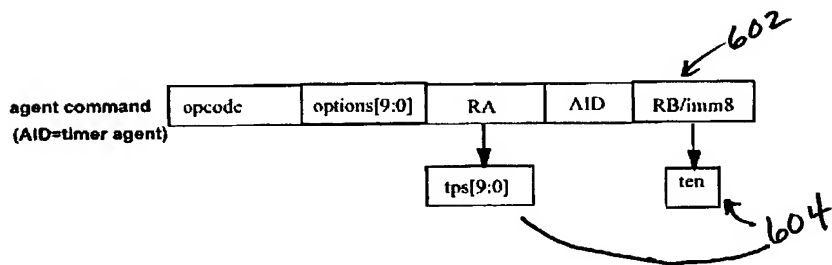 602
agent command opcode options[9:0] RA AID RB/imm8
(AID=timer agent)
tps[9:0] ten
604